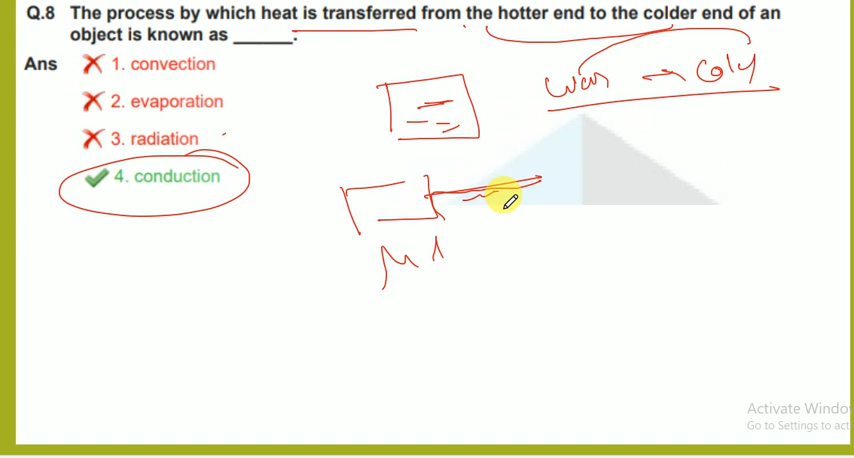 Q.8 The process by which heat is transferred from the hotter end to the colder end of an
object is known as ______.
Ans
1. convection
2. evaporation
3. radiation
4. conduction
Activate Windo
Go to Settings to act